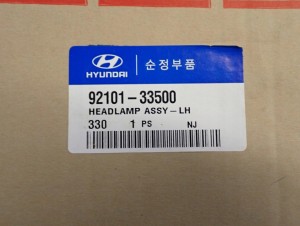 HYUNDAI 순정부품
92101-33500
HEADLAMP ASSY-LH
330 1 PS NJ